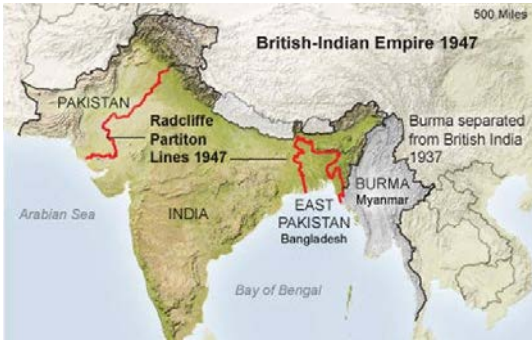 500 Miles
British-Indian Empire 1947
PAKISTAN
Radcliffe
Partiton
Lines 1947
Burma separated
from British India
1937
BURMA
Myanmar
Arabian Sea
INDIA
EAST
PAKISTAN
Bangladesh
Bay of Bengal